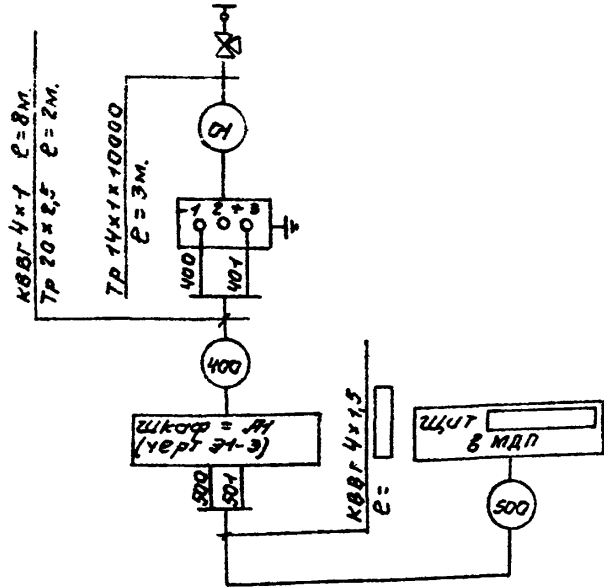 КВВГ 4×1 ℓ=8м.
Тр 20×2,5 ℓ=2м.
Тр 14×1×10000
ℓ=3м.
01
-1 2 + 3
400
401
400
Шкаф = А1
(черт Э1-3)
500
501
КВВГ 4×1,5
ℓ=
Щит
в МДП
500